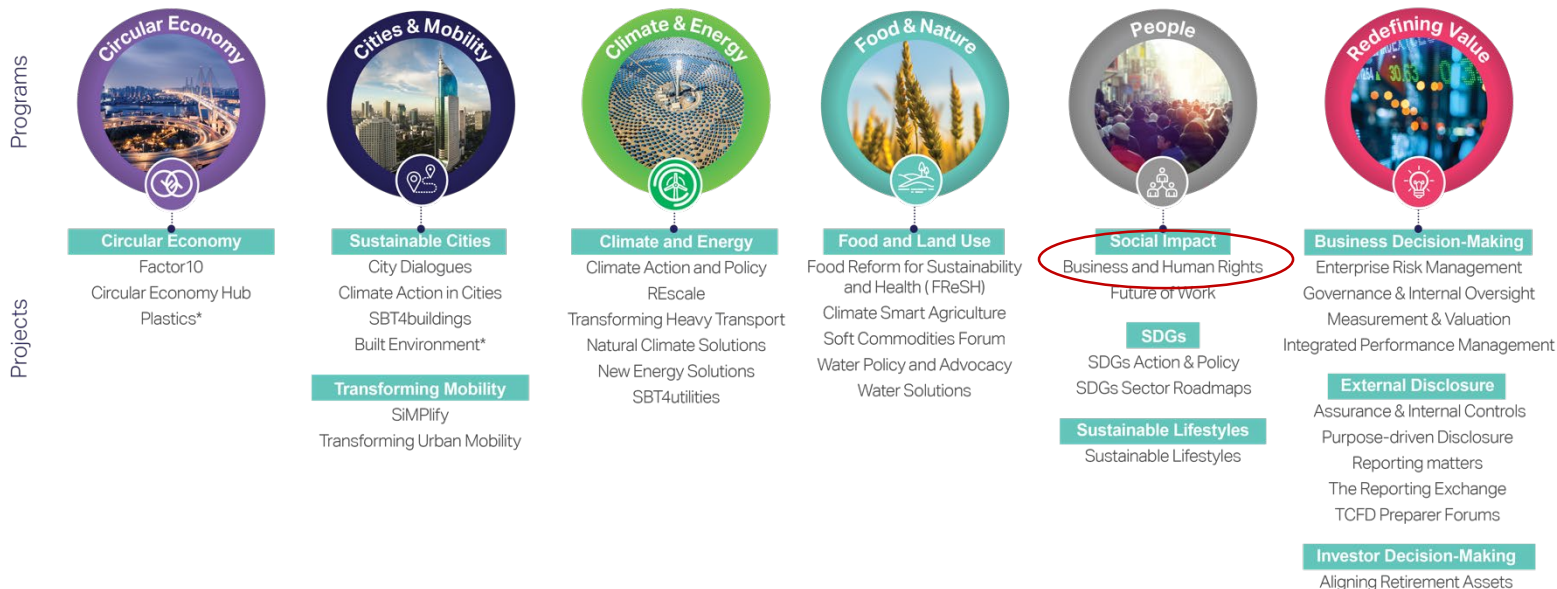 Programs
Circular Economy
Cities & Mobility
Climate & Energy
Food & Nature
People
Redefining Value
30.63
Projects
Circular Economy
Factor10
Circular Economy Hub
Plastics*
Sustainable Cities
City Dialogues
Climate Action in Cities
SBT4buildings
Built Environment*
Transforming Mobility
SiMPlify
Transforming Urban Mobility
Climate and Energy
Climate Action and Policy
REscale
Transforming Heavy Transport
Natural Climate Solutions
New Energy Solutions
SBT4utilities
Food and Land Use
Food Reform for Sustainability
and Health ( FReSH)
Climate Smart Agriculture
Soft Commodities Forum
Water Policy and Advocacy
Water Solutions
Social Impact
Business and Human Rights
Future of Work
SDGs
SDGs Action & Policy
SDGs Sector Roadmaps
Sustainable Lifestyles
Sustainable Lifestyles
Business Decision-Making
Enterprise Risk Management
Governance & Internal Oversight
Measurement & Valuation
Integrated Performance Management
External Disclosure
Assurance & Internal Controls
Purpose-driven Disclosure
Reporting matters
The Reporting Exchange
TCFD Preparer Forums
Investor Decision-Making
Aligning Retirement Assets